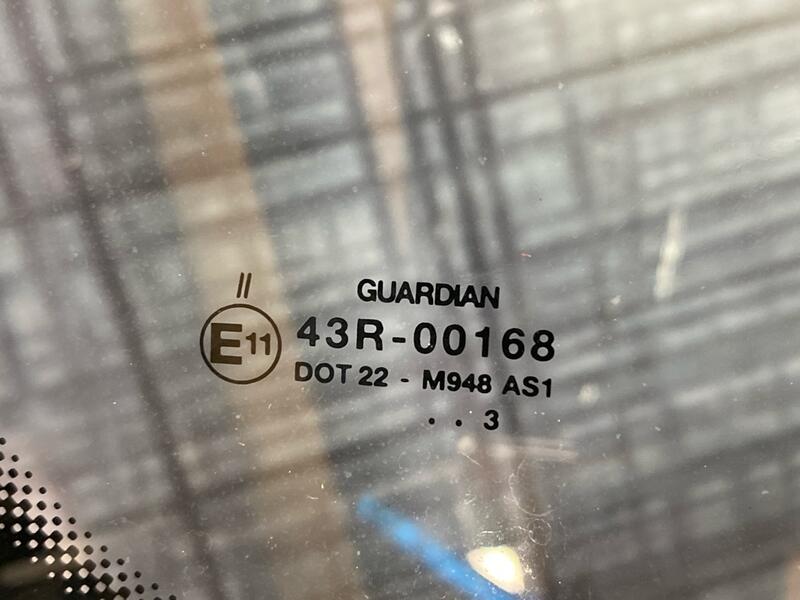 II
GUARDIAN
E11 43R-00168
DOT 22 - M948 AS1
. . 3